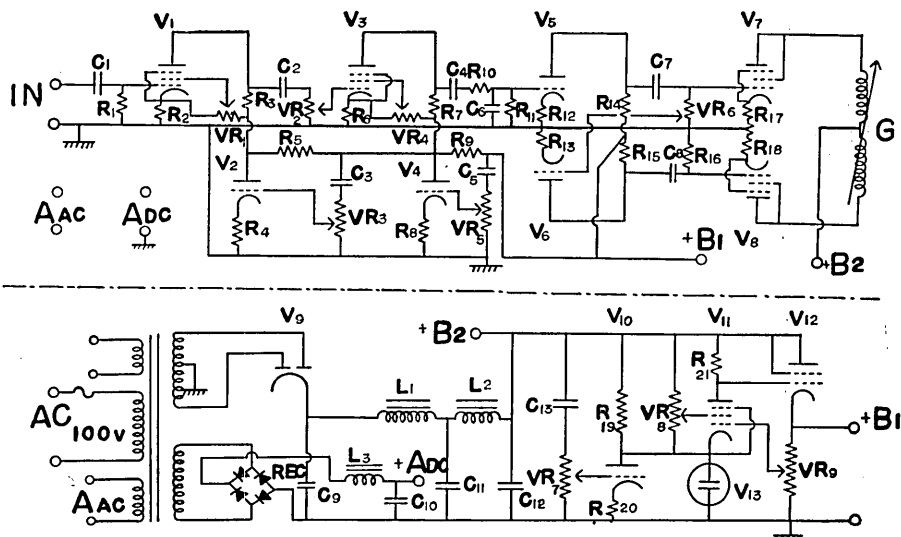 V1 V3 V5 V7
C1 C2 C4 R10 C7
IN R1 R2 R3 VR2 R6 R7 C6 R11 R12 R14 VR6 R17 G
VR1 VR4 R13 R18
R5 R9 R15 C8 R16
V2 V4 C5
C3
AAC ADC R4 VR3 R8 VR5 V6 +B1 V8
+B2
V9 +B2 V10 V11 V12
R21
L1 L2
AC100V C13 R19 VR8 +B1
L3 +ADC
REC VR7 VR9
AAC C9 C10 C11 C12 R20 V13